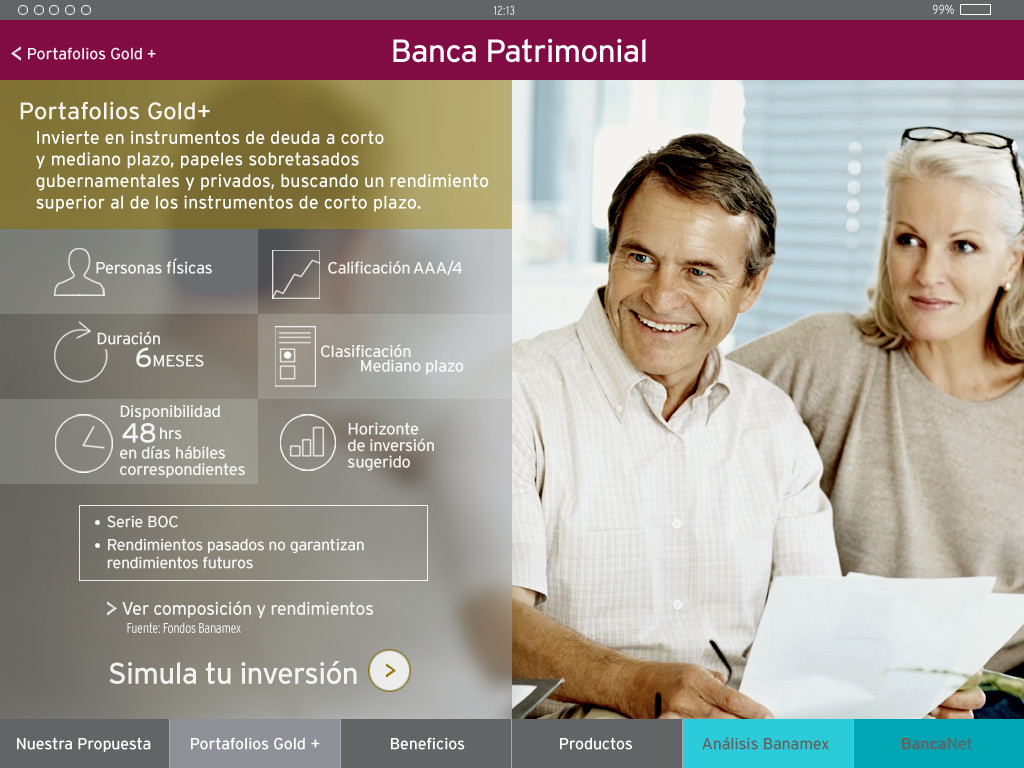 12:13
99%
< Portafolios Gold +
Banca Patrimonial
Portafolios Gold+
Invierte en instrumentos de deuda a corto
y mediano plazo, papeles sobretasados
gubernamentales y privados, buscando un rendimiento
superior al de los instrumentos de corto plazo.
Personas físicas
Calificación AAA/4
Duración
6 MESES
Clasificación
Mediano plazo
Disponibilidad
48 hrs
en días hábiles
correspondientes
Horizonte
de inversión
sugerido
• Serie BOC
• Rendimientos pasados no garantizan
rendimientos futuros
> Ver composición y rendimientos
Fuente: Fondos Banamex
Simula tu inversión >
Nuestra Propuesta
Portafolios Gold +
Beneficios
Productos
Análisis Banamex
BancaNet